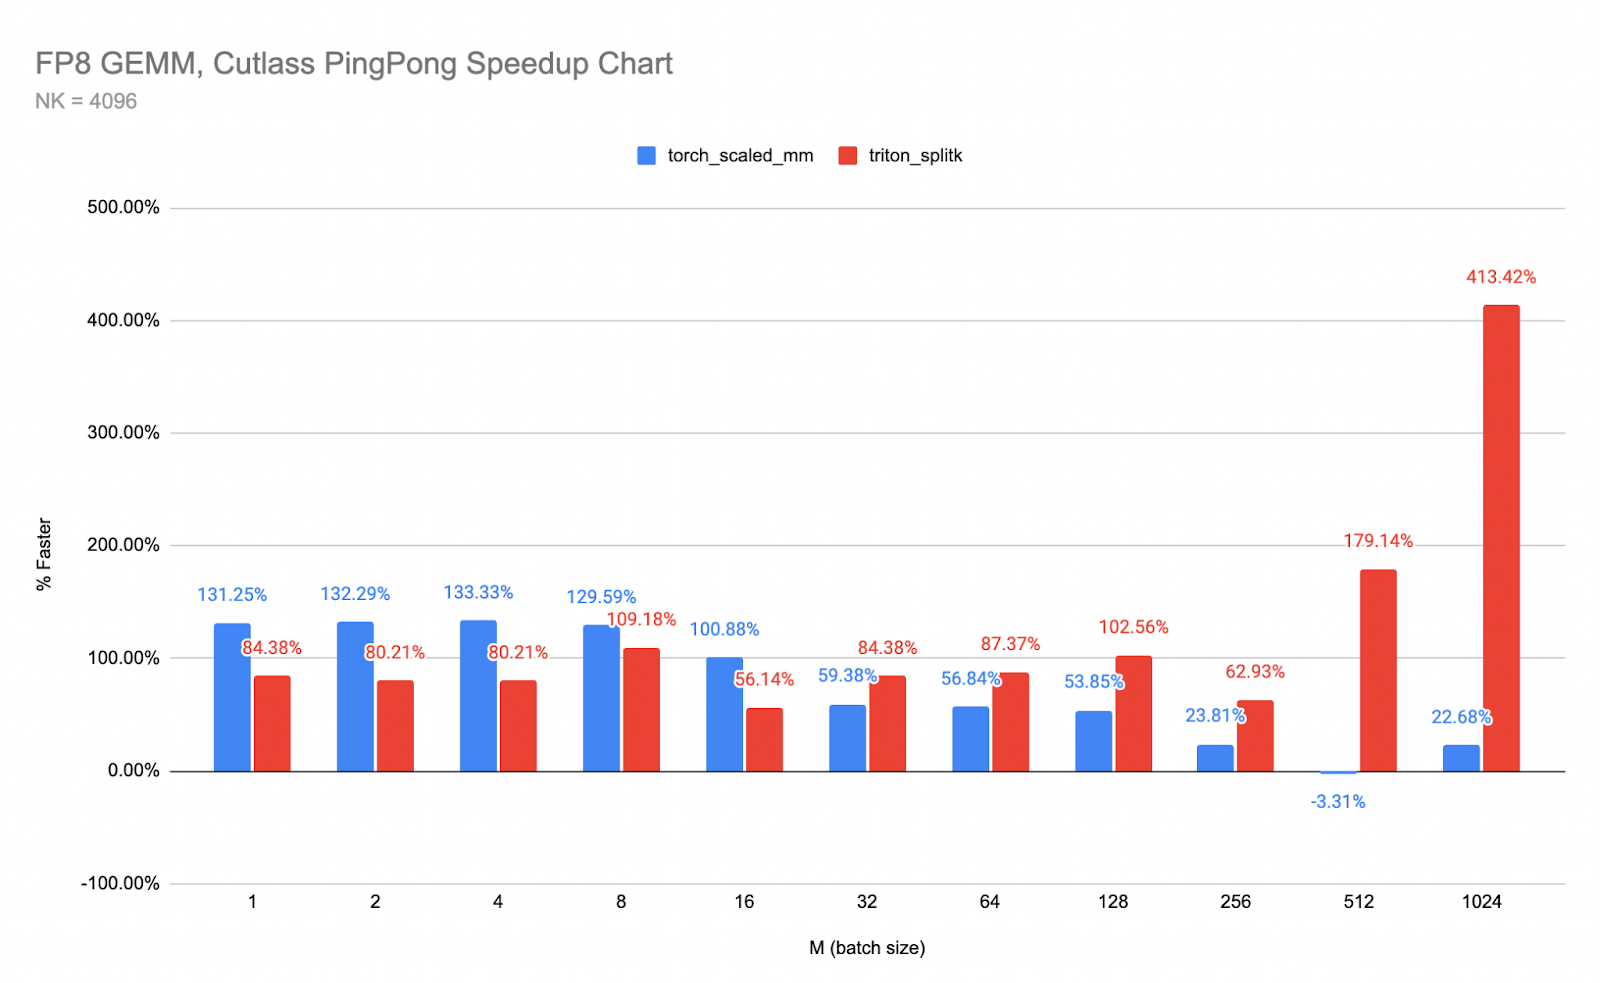 FP8 GEMM, Cutlass PingPong Speedup Chart
NK = 4096
torch_scaled_mm triton_splitk
500.00%
413.42%
400.00%
300.00%
200.00%
179.14%
131.25% 132.29% 133.33% 129.59%
109.18% 100.88% 102.56%
100.00%
84.38% 80.21% 80.21% 56.14% 59.38% 84.38% 56.84% 87.37% 53.85% 62.93%
23.81% 22.68%
0.00%
-3.31%
-100.00%
1 2 4 8 16 32 64 128 256 512 1024
% Faster
M (batch size)